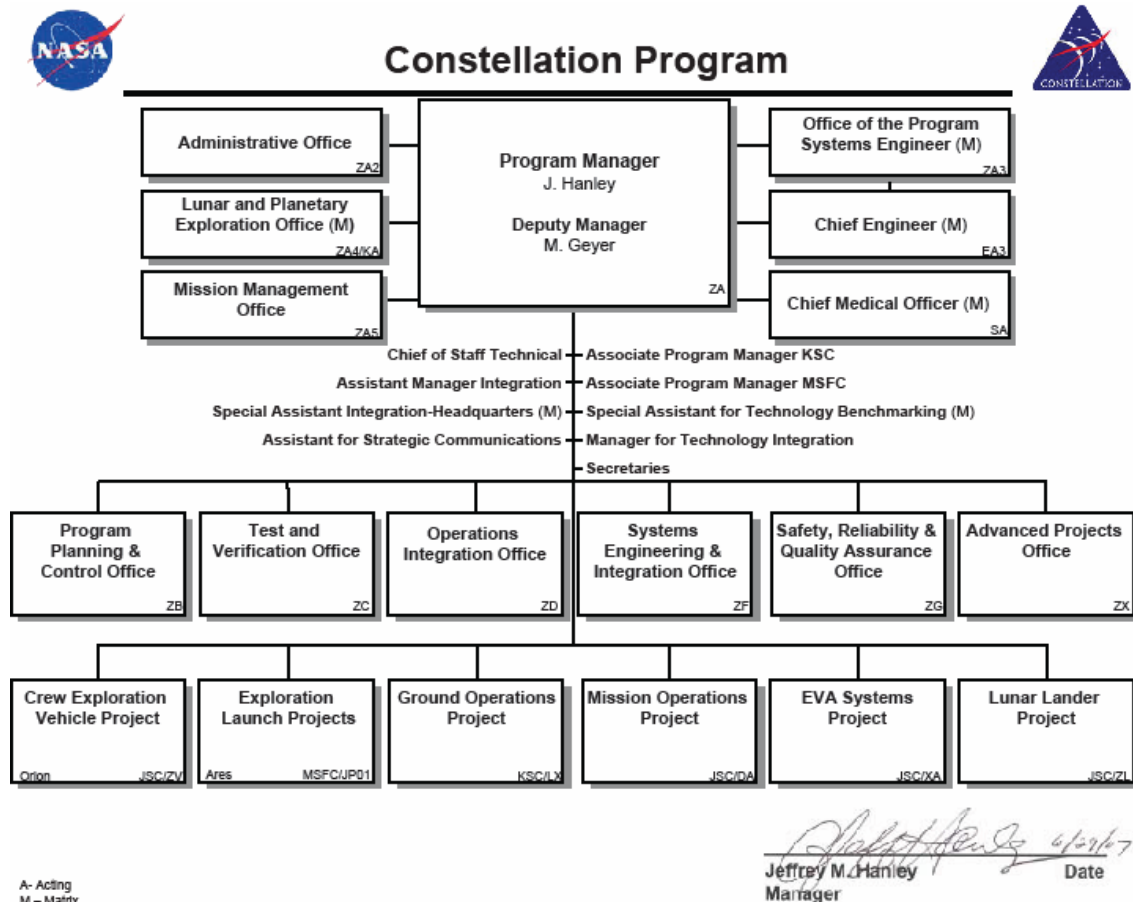 NASA
Constellation Program
CONSTELLATION
Administrative Office
ZA2
Program Manager
J. Hanley
Deputy Manager
M. Geyer
ZA
Office of the Program
Systems Engineer (M)
ZA3
Lunar and Planetary
Exploration Office (M)
ZA4/KA
Chief Engineer (M)
EA3
Mission Management
Office
ZA5
Chief Medical Officer (M)
SA
Chief of Staff Technical
Associate Program Manager KSC
Assistant Manager Integration
Associate Program Manager MSFC
Special Assistant Integration-Headquarters (M)
Special Assistant for Technology Benchmarking (M)
Assistant for Strategic Communications
Manager for Technology Integration
Secretaries
Program
Planning &
Control Office
ZB
Test and
Verification Office
ZC
Operations
Integration Office
ZD
Systems
Engineering &
Integration Office
ZF
Safety, Reliability &
Quality Assurance
Office
ZG
Advanced Projects
Office
ZX
Crew Exploration
Vehicle Project
Orion JSC/ZV
Exploration
Launch Projects
Ares MSFC/JP01
Ground Operations
Project
KSC/LX
Mission Operations
Project
JSC/DA
EVA Systems
Project
JSC/XA
Lunar Lander
Project
JSC/ZL
6/29/07
Jeffrey M. Hanley Date
Manager
A- Acting
M – Matrix